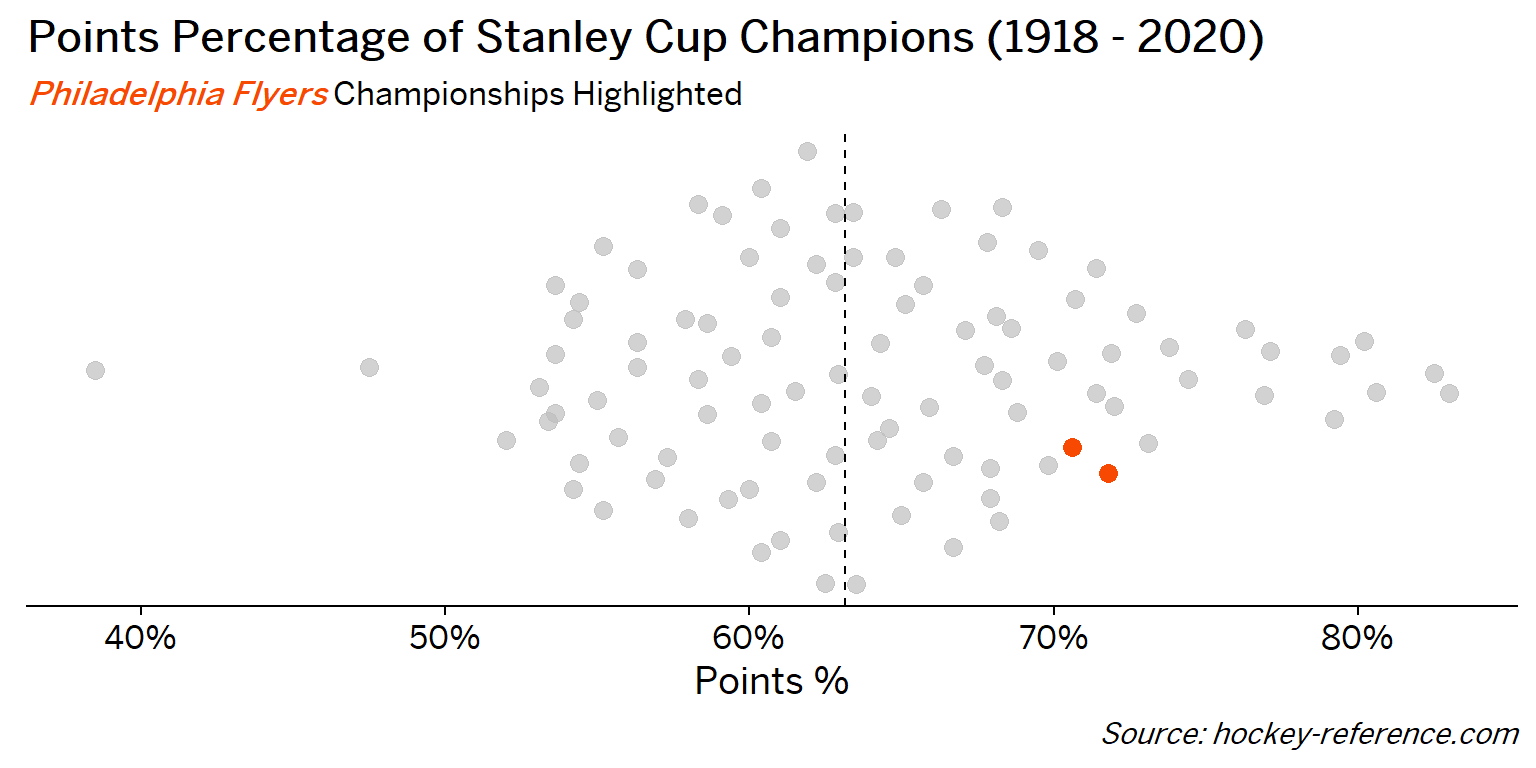 Points Percentage of Stanley Cup Champions (1918 - 2020)
Philadelphia Flyers Championships Highlighted
40% 50% 60% 70% 80%
Points %
Source: hockey-reference.com